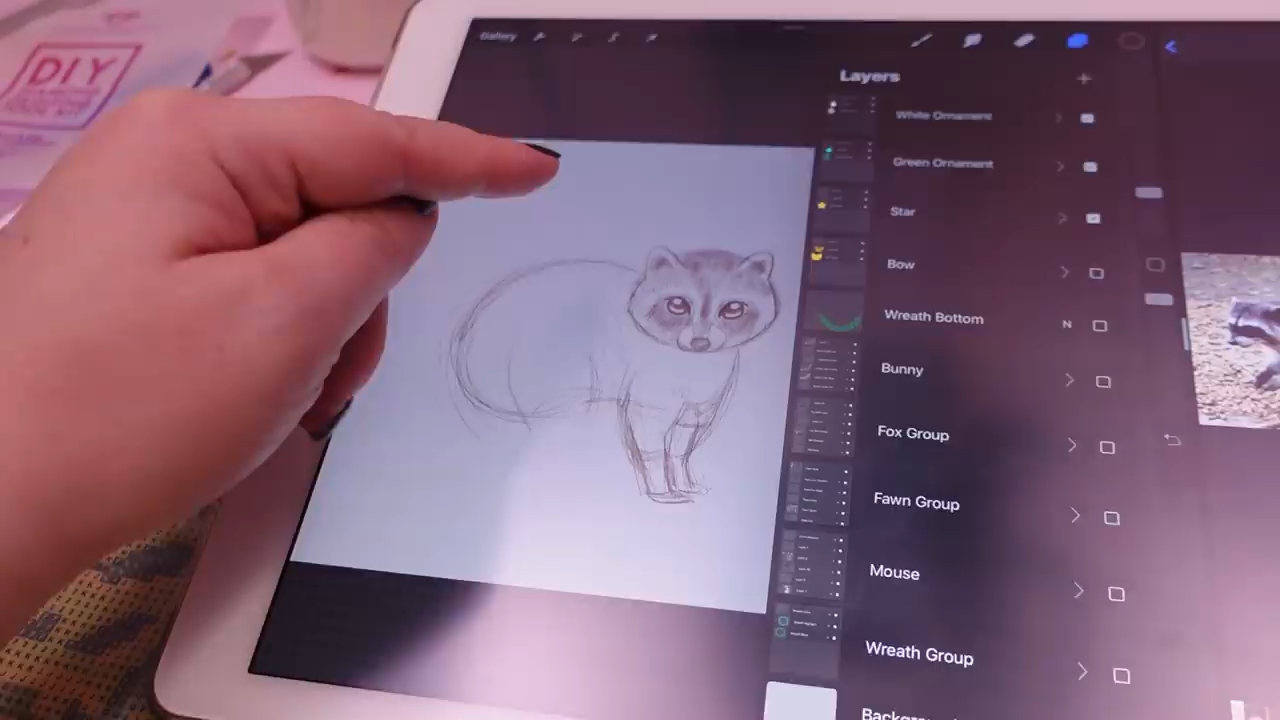 DIY
Gallery
Layers
White Ornament
Green Ornament
Star
Bow
Wreath Bottom
N
Bunny
Fox Group
Fawn Group
Mouse
Wreath Group